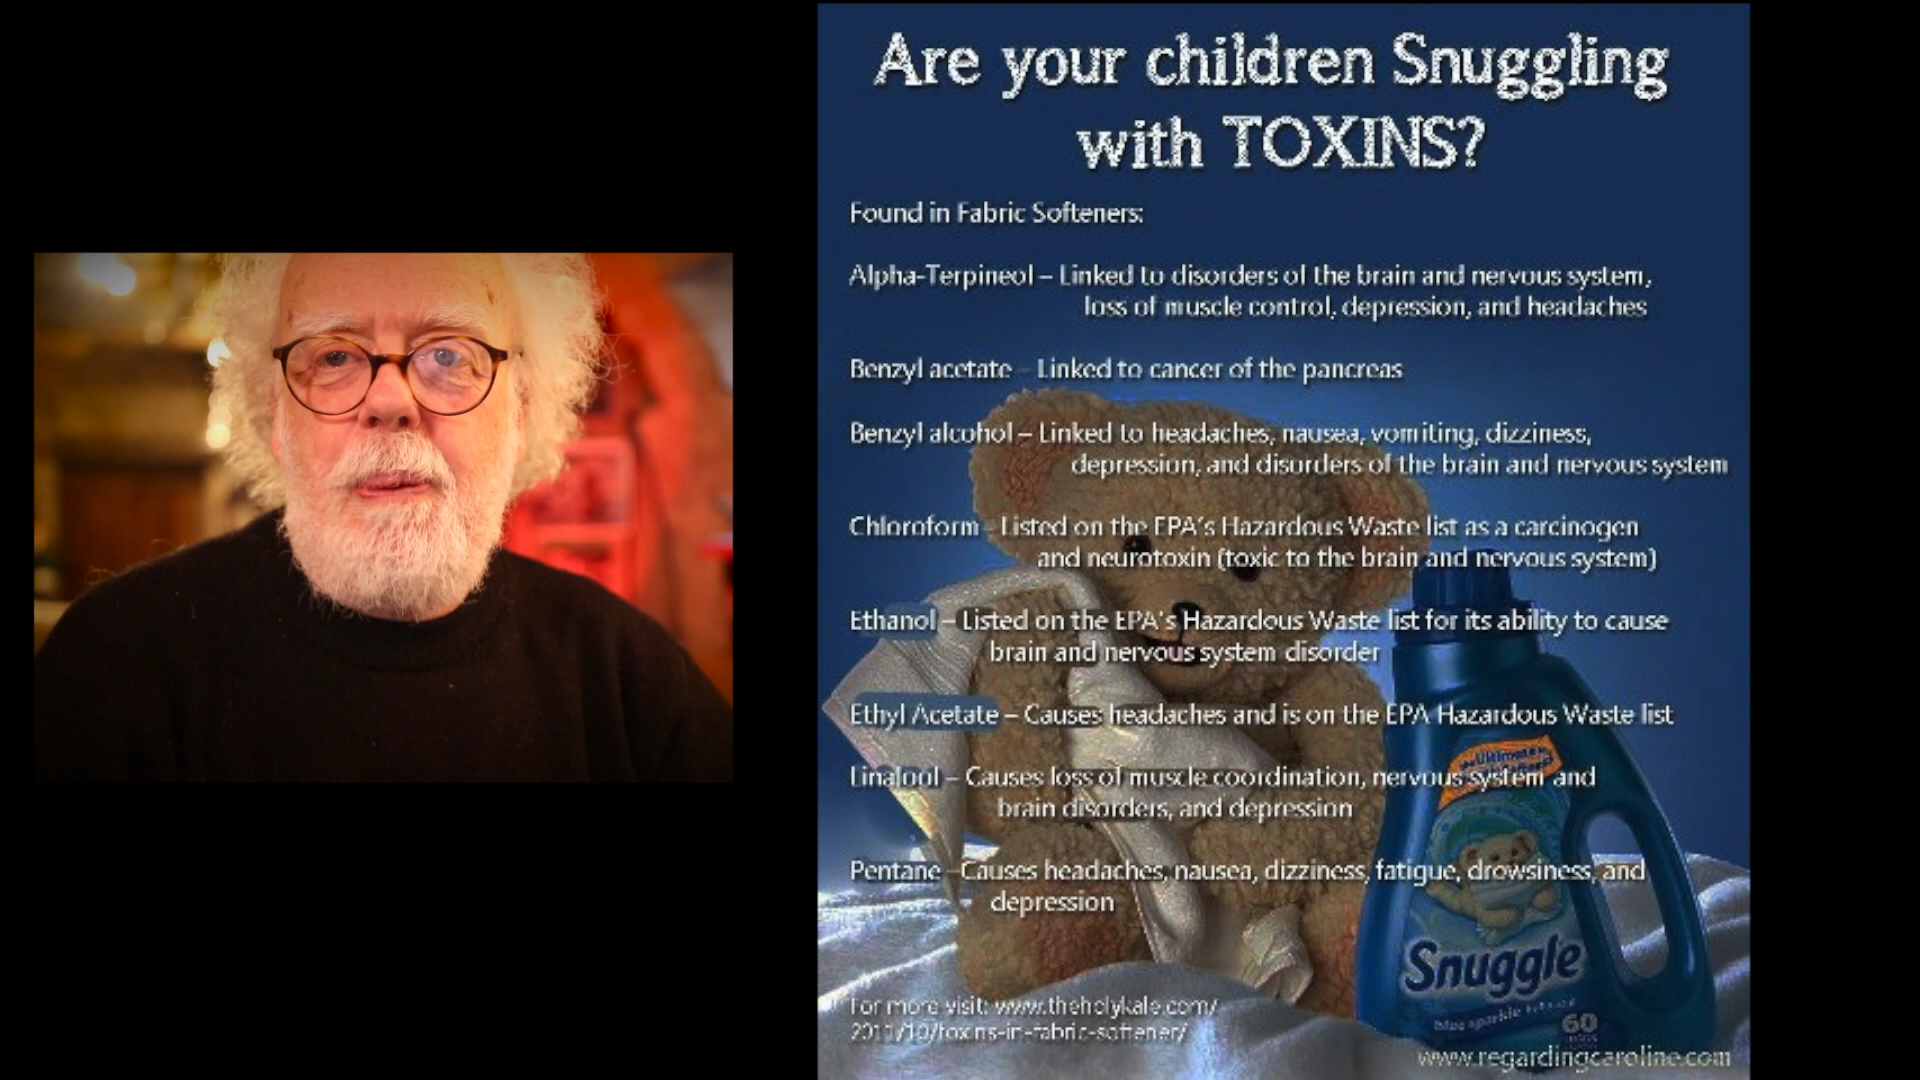 Are your children Snuggling
with TOXINS?
Found in Fabric Softeners:
Alpha-Terpineol – Linked to disorders of the brain and nervous system,
loss of muscle control, depression, and headaches
Benzyl acetate – Linked to cancer of the pancreas
Benzyl alcohol – Linked to headaches, nausea, vomiting, dizziness,
depression, and disorders of the brain and nervous system
Chloroform – Listed on the EPA's Hazardous Waste list as a carcinogen
and neurotoxin (toxic to the brain and nervous system)
Ethanol – Listed on the EPA's Hazardous Waste list for its ability to cause
brain and nervous system disorder
Ethyl Acetate – Causes headaches and is on the EPA Hazardous Waste list
Linalool – Causes loss of muscle coordination, nervous system and
brain disorders, and depression
Pentane – Causes headaches, nausea, dizziness, fatigue, drowsiness, and
depression
Ultimate
Snuggle
blue sparkle
60
For more visit: www.theholykale.com/
2011/10/toxins-in-fabric-softener/
www.regardingcaroline.com